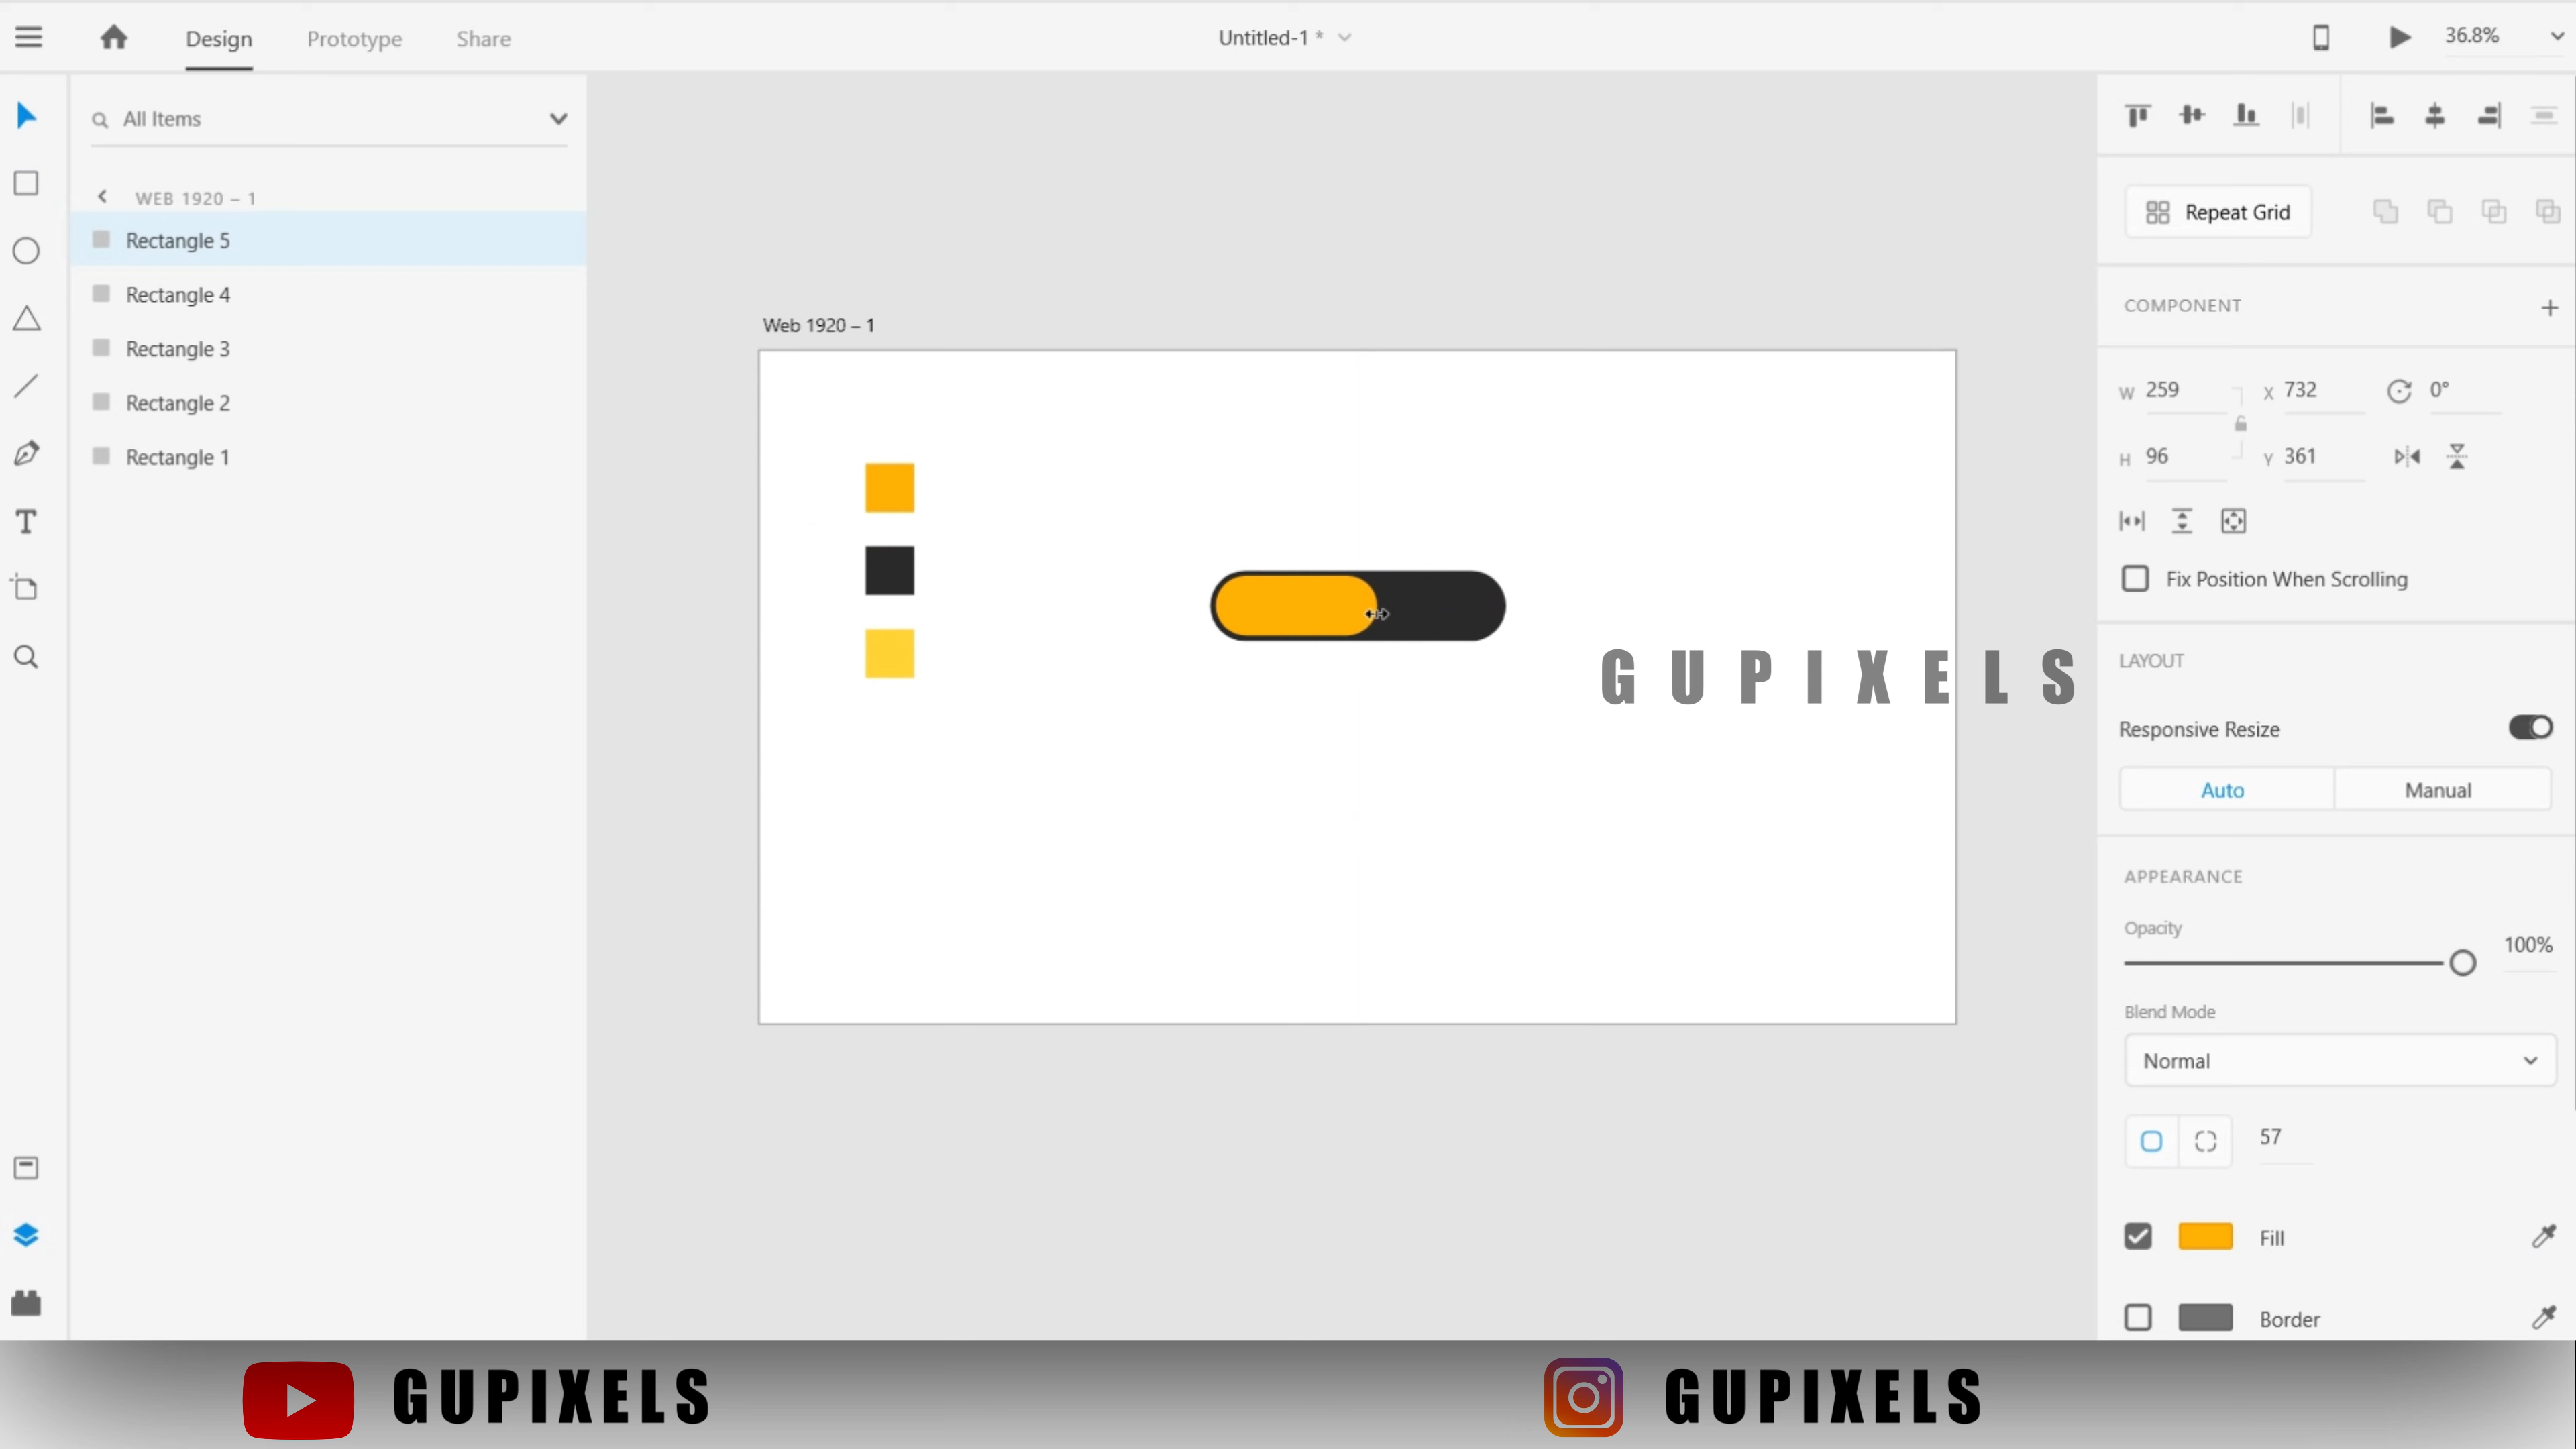 Design Prototype Share
Untitled-1 *
36.8%
All Items
WEB 1920 – 1
Rectangle 5
Rectangle 4
Rectangle 3
Rectangle 2
Rectangle 1
Web 1920 – 1
GUPIXELS
Repeat Grid
COMPONENT
W 259 X 732 0°
H 96 Y 361
Fix Position When Scrolling
LAYOUT
Responsive Resize
Auto Manual
APPEARANCE
Opacity
100%
Blend Mode
Normal
57
Fill
Border
GUPIXELS
GUPIXELS